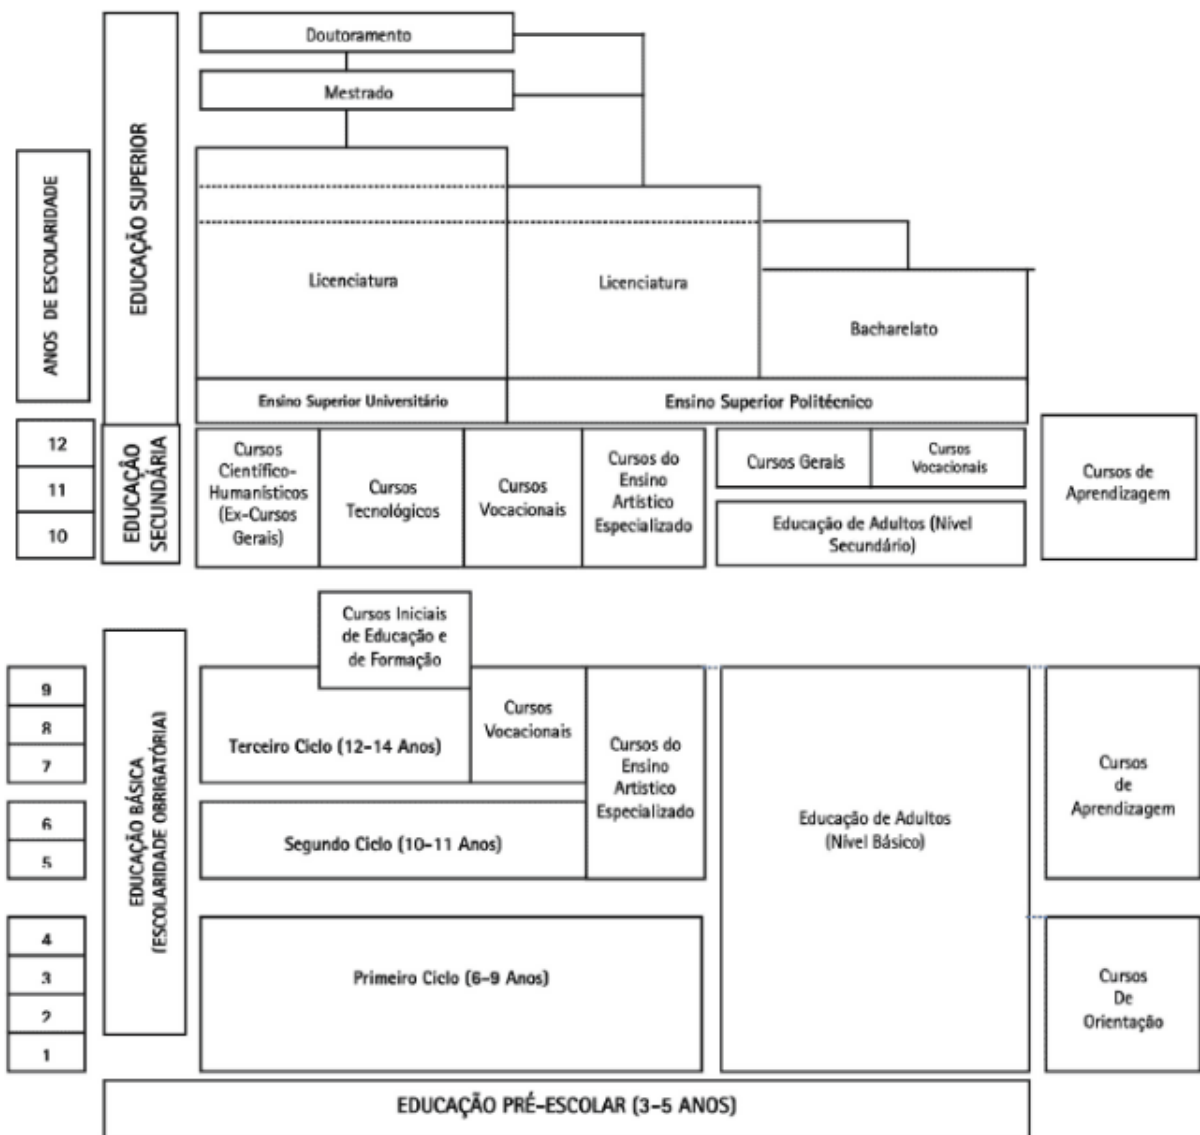 Doutoramento
Mestrado
EDUCAÇÃO SUPERIOR
ANOS DE ESCOLARIDADE
Licenciatura
Licenciatura
Bacharelato
Ensino Superior Universitário
Ensino Superior Politécnico
12
11
10
EDUCAÇÃO
SECUNDÁRIA
Cursos
Científico-
Humanísticos
(Ex-Cursos
Gerais)
Cursos
Tecnológicos
Cursos
Vocacionais
Cursos do
Ensino
Artístico
Especializado
Cursos Gerais
Cursos
Vocacionais
Educação de Adultos (Nível
Secundário)
Cursos de
Aprendizagem
Cursos Iniciais
de Educação e
de Formação
9
8
7
6
5
4
3
2
1
EDUCAÇÃO BÁSICA
(ESCOLARIDADE OBRIGATÓRIA)
Terceiro Ciclo (12-14 Anos)
Cursos
Vocacionais
Cursos do
Ensino
Artístico
Especializado
Segundo Ciclo (10-11 Anos)
Primeiro Ciclo (6-9 Anos)
Educação de Adultos
(Nível Básico)
Cursos
de
Aprendizagem
Cursos
De
Orientação
EDUCAÇÃO PRÉ-ESCOLAR (3-5 ANOS)